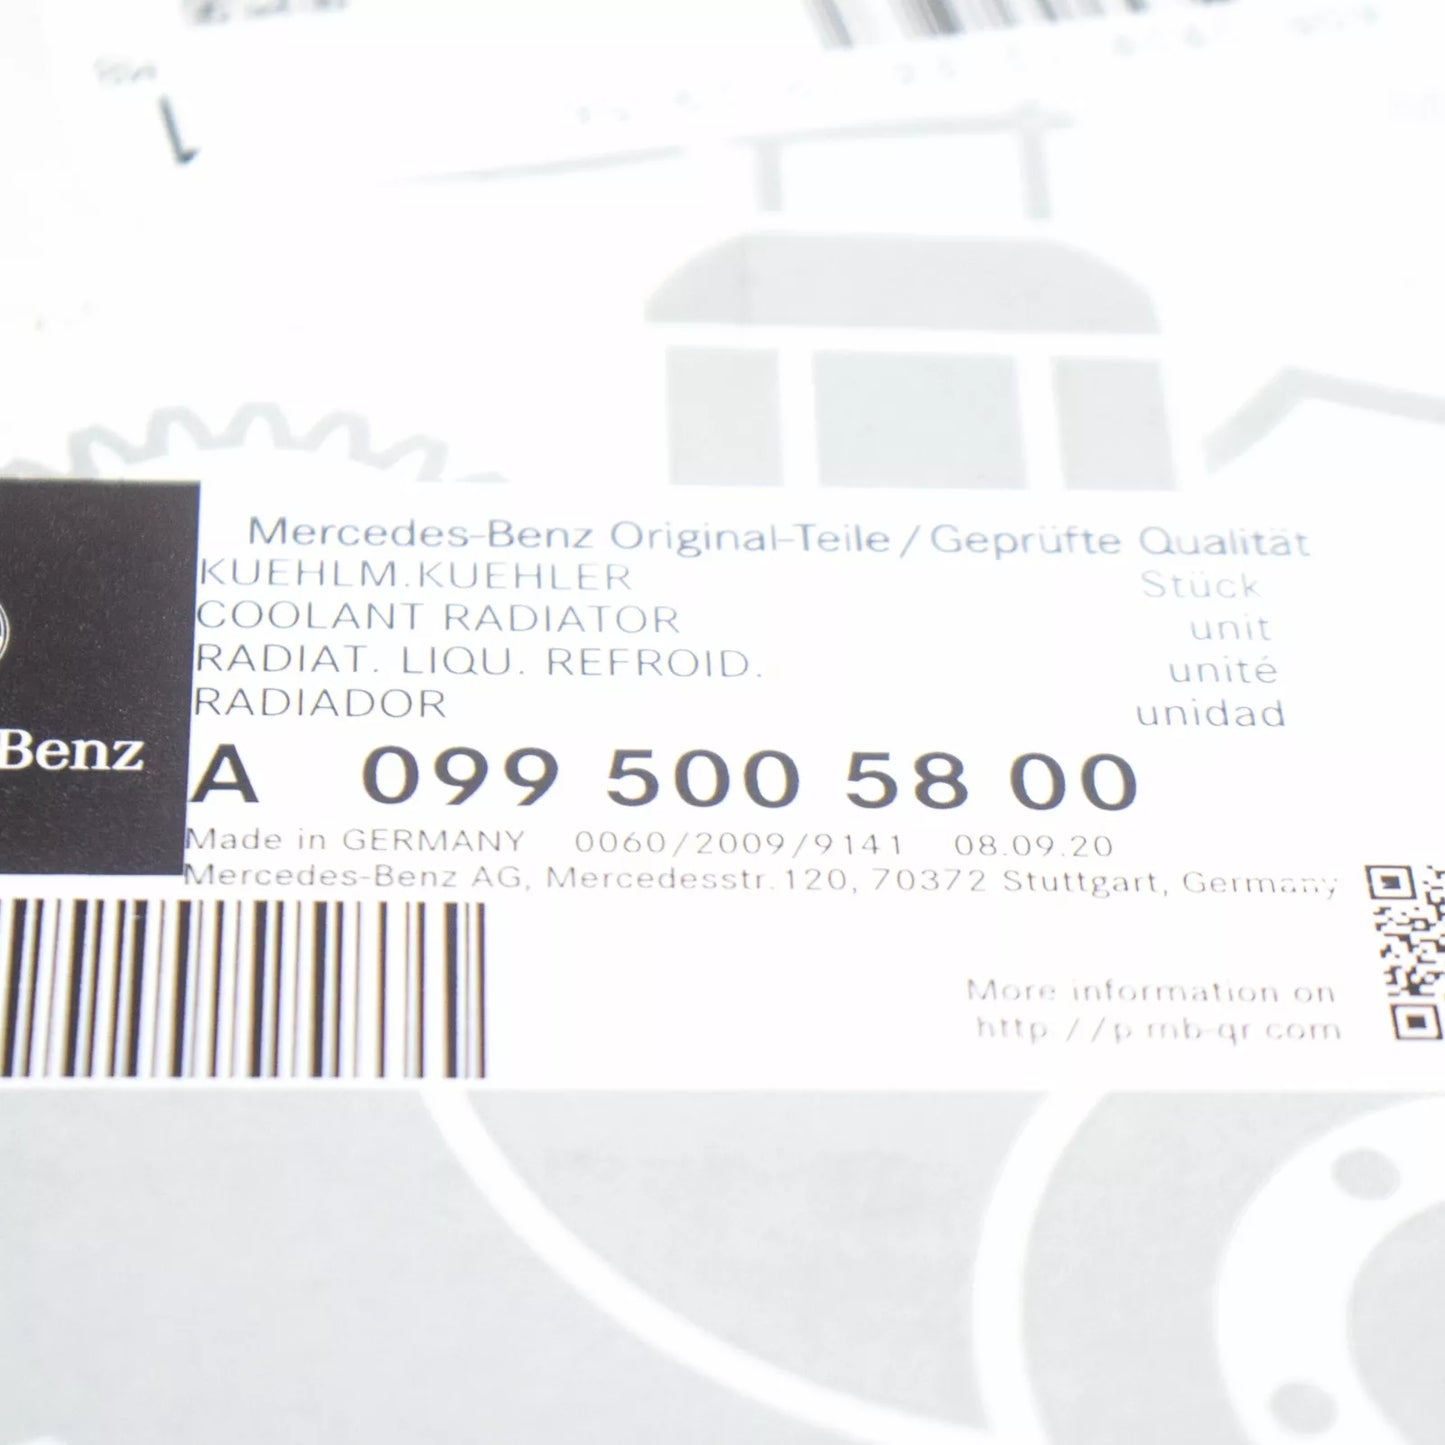 1
Mercedes-Benz Original-Teile / Geprüfte Qualität
KUEHLM.KUEHLER Stück
COOLANT RADIATOR unit
RADIAT. LIQU. REFROID. unité
RADIADOR unidad
Benz
A 099 500 58 00
Made in GERMANY 0060/2009/9141 08.09.20
Mercedes-Benz AG, Mercedesstr. 120, 70372 Stuttgart, Germany
More information on
http://p.mb-qr.com